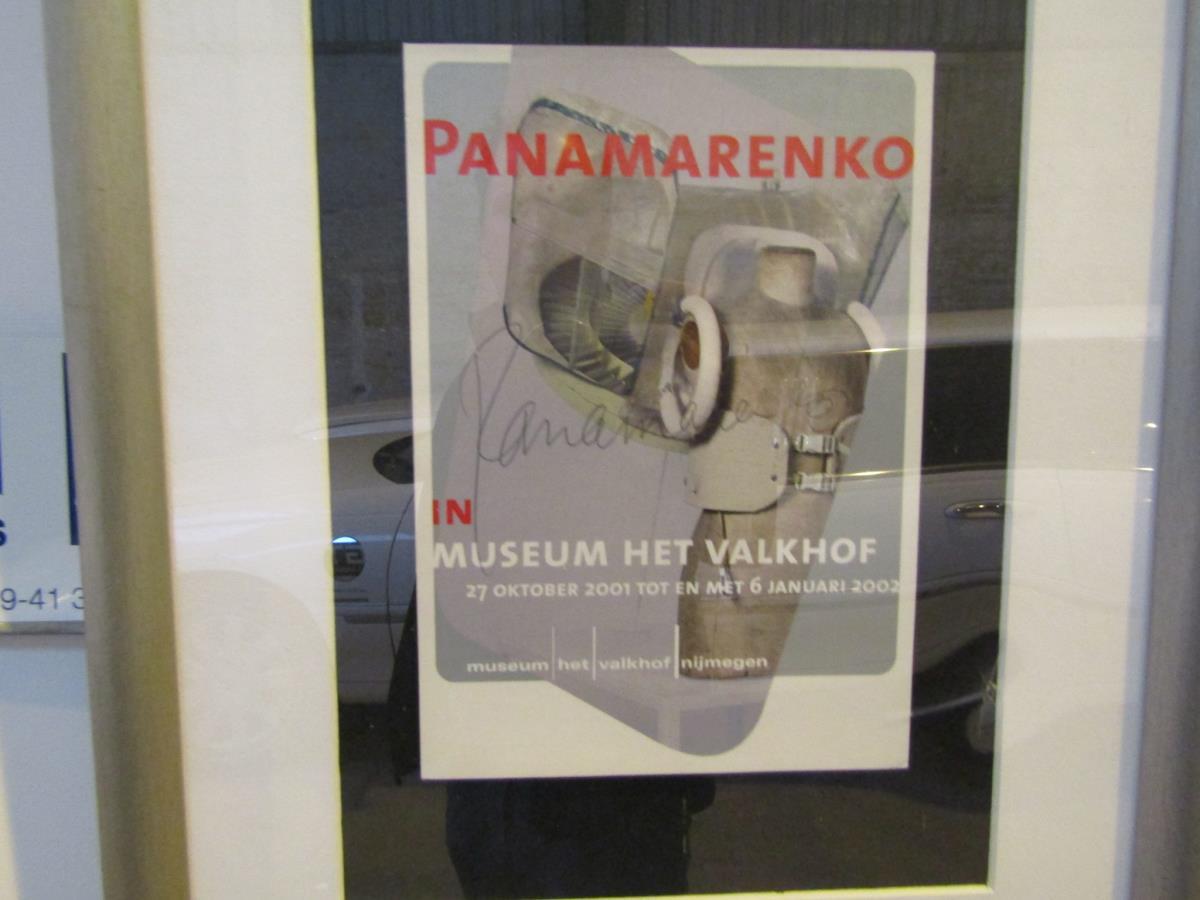 PANAMARENKO
Panamarenko
IN
MUSEUM HET VALKHOF
27 OKTOBER 2001 TOT EN MET 6 JANUARI 2002
museum het valkhof nijmegen
9-41 3